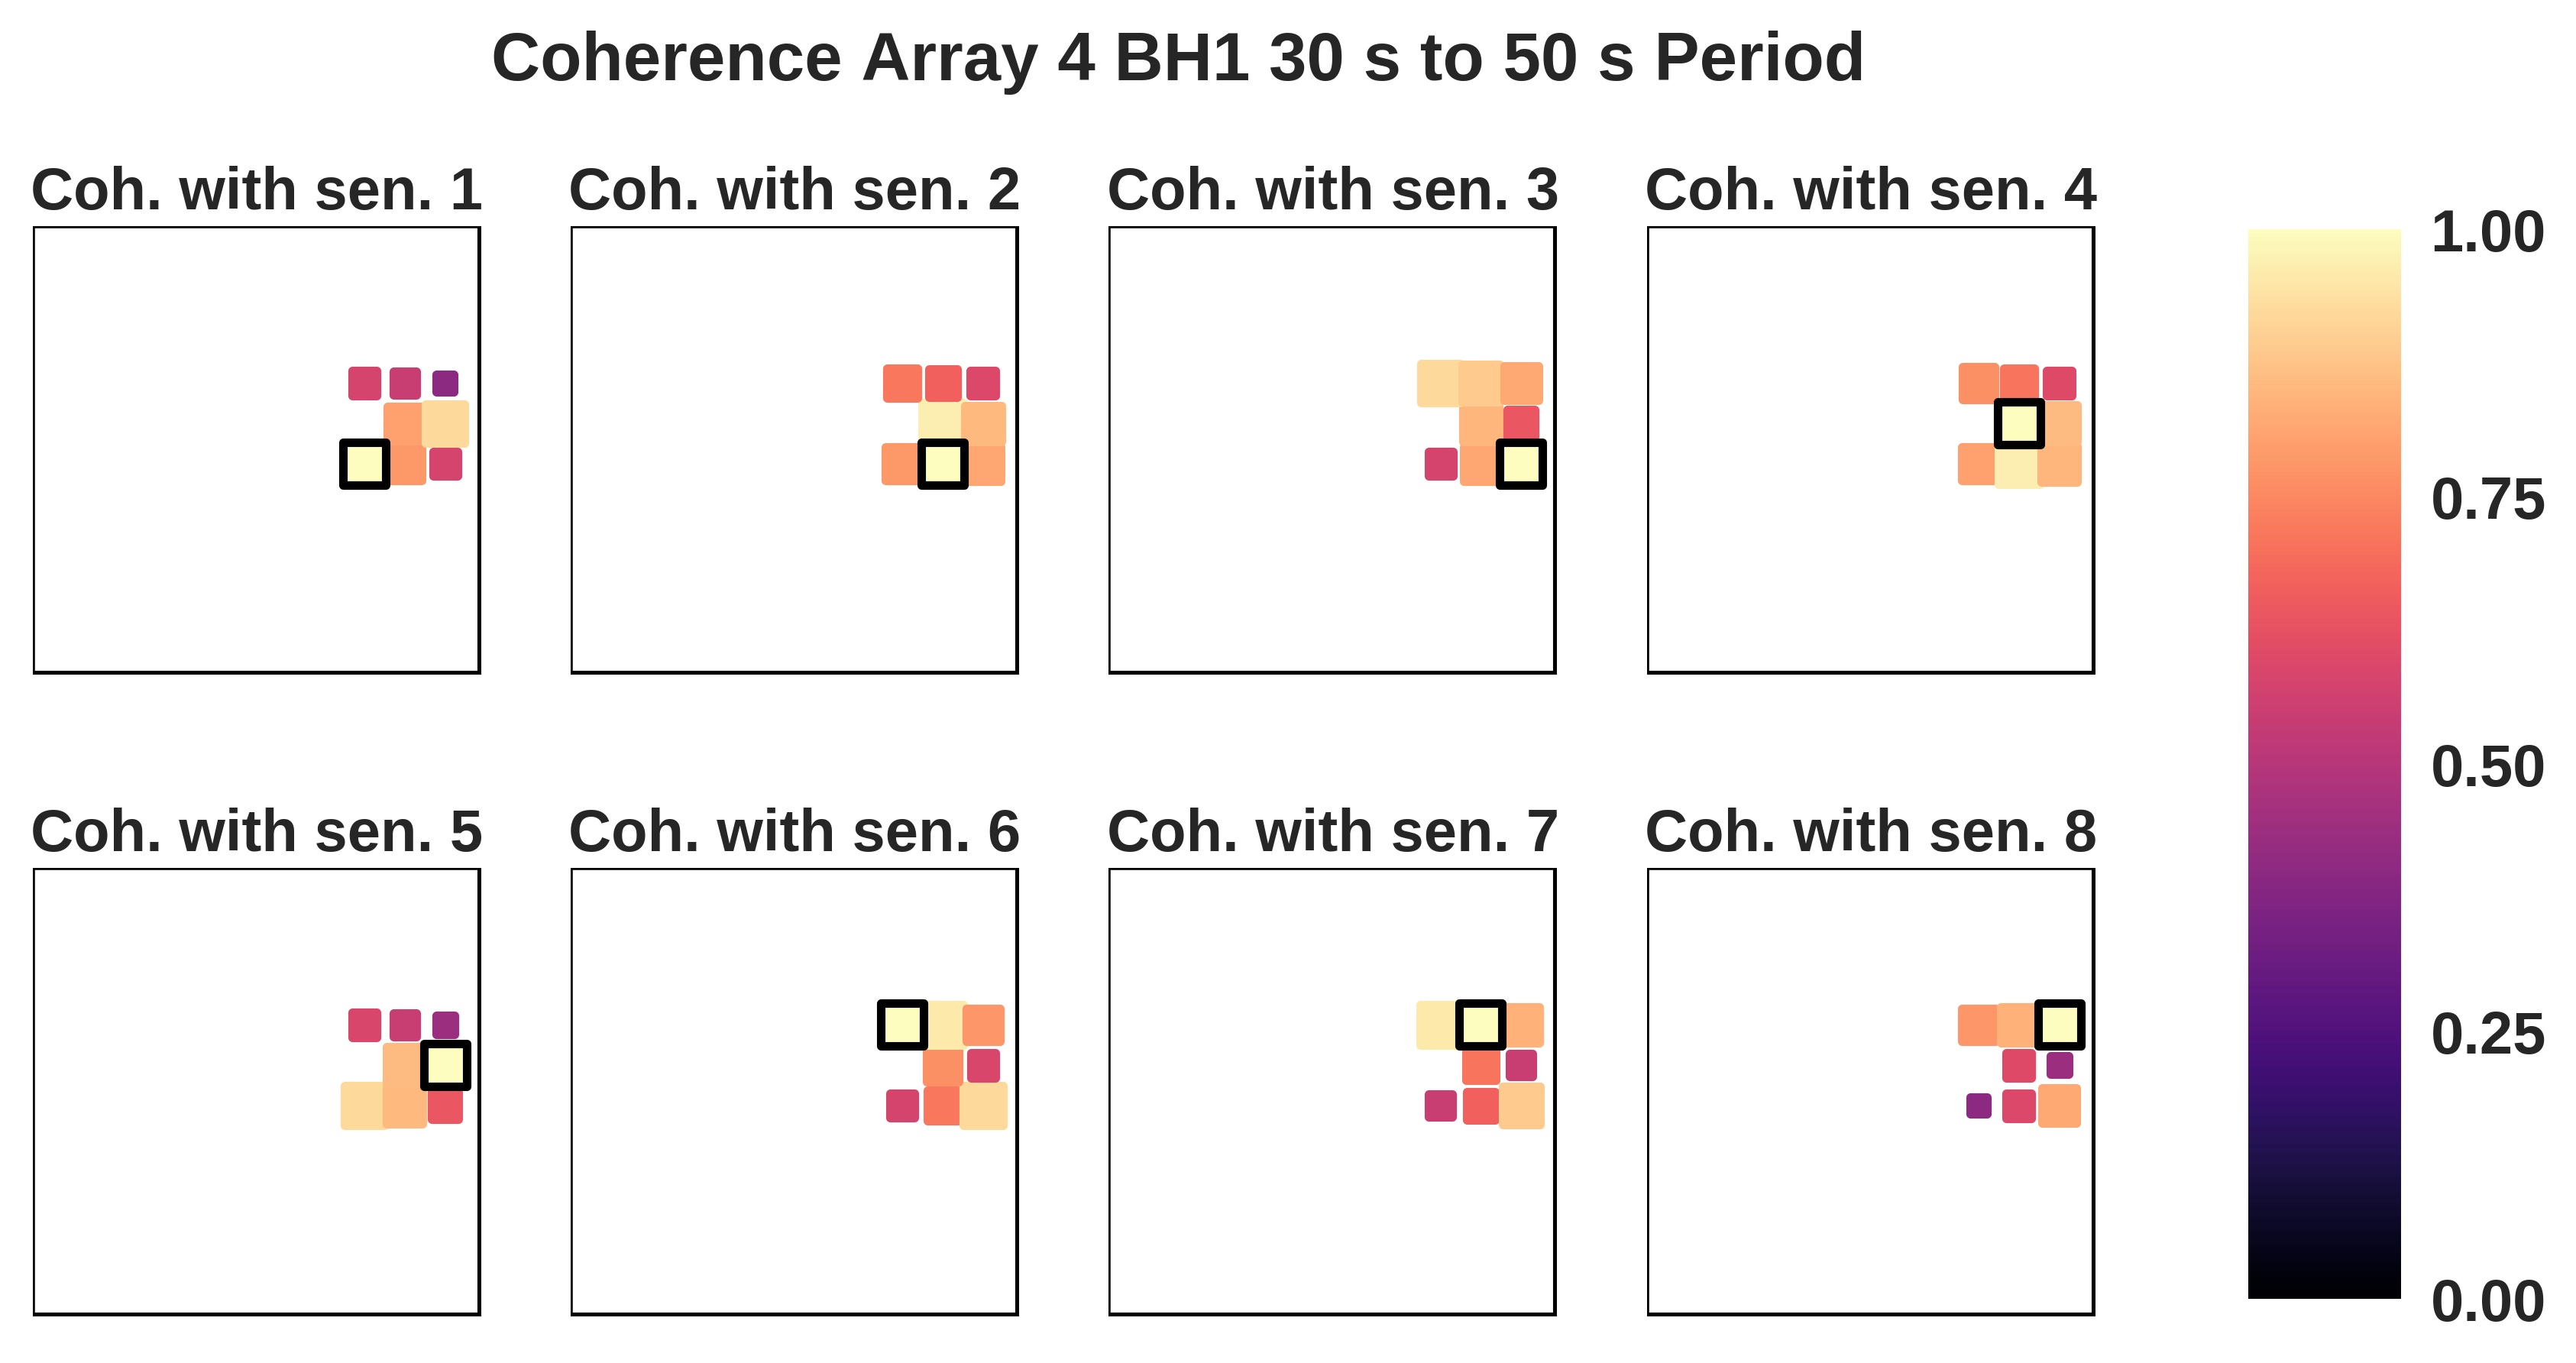 Coherence Array 4 BH1 30 s to 50 s Period
Coh. with sen. 1
Coh. with sen. 2
Coh. with sen. 3
Coh. with sen. 4
1.00
0.75
0.50
0.25
0.00
Coh. with sen. 5
Coh. with sen. 6
Coh. with sen. 7
Coh. with sen. 8